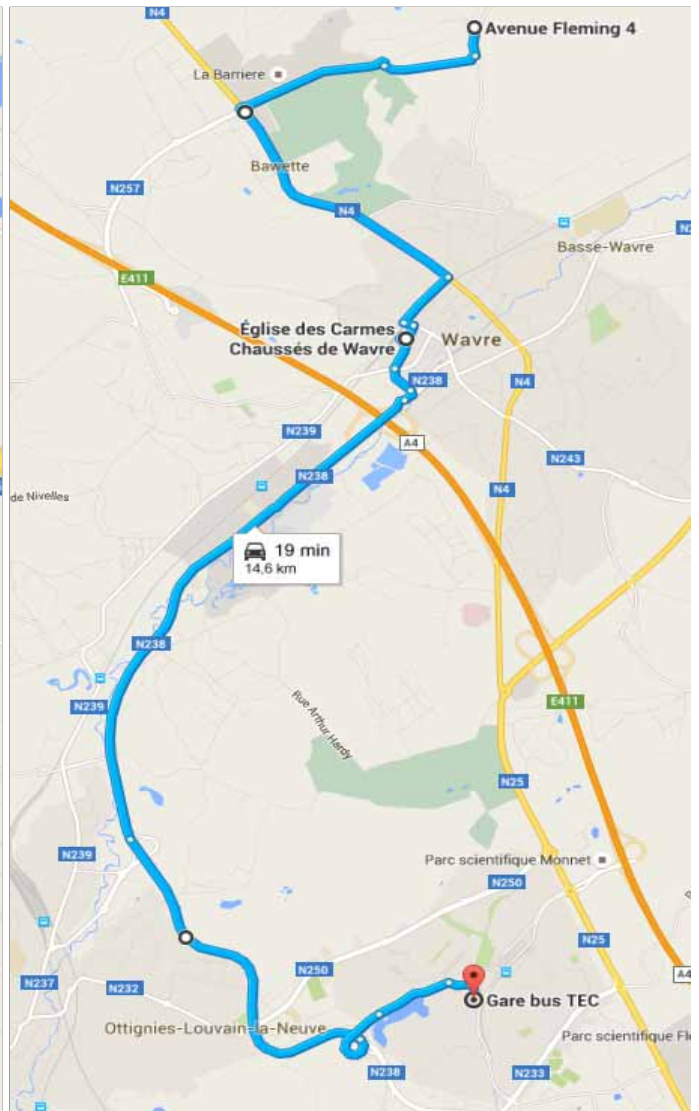 N4
Avenue Fleming 4
La Barriere
Bawette
N257
N4
Basse-Wavre
E411
Église des Carmes
Chaussés de Wavre
Wavre
N238
N4
N239
A4
N243
N238
de Nivelles
N4
19 min
14,6 km
N238
N239
Rue Arthur Hardy
E411
N25
N239
Parc scientifique Monnet
N250
N25
N237
N232
N250
A4
Gare bus TEC
Ottignies-Louvain-la-Neuve
Parc scientifique Fle
N238
N233